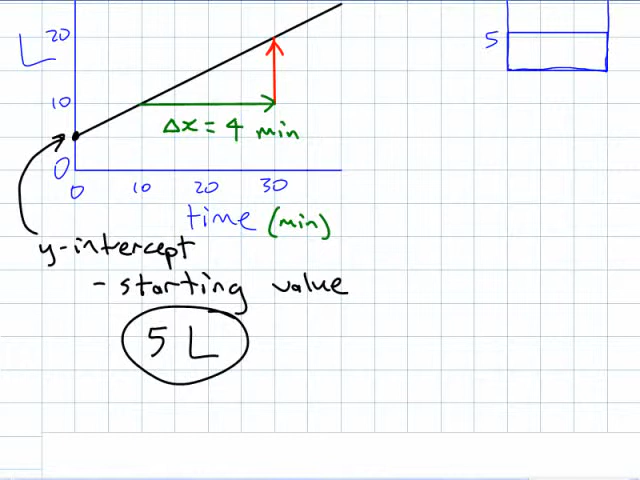 20
L
5
10
Δx = 4 min
0
0 10 20 30
time (min)
y-intercept
- starting value
5 L